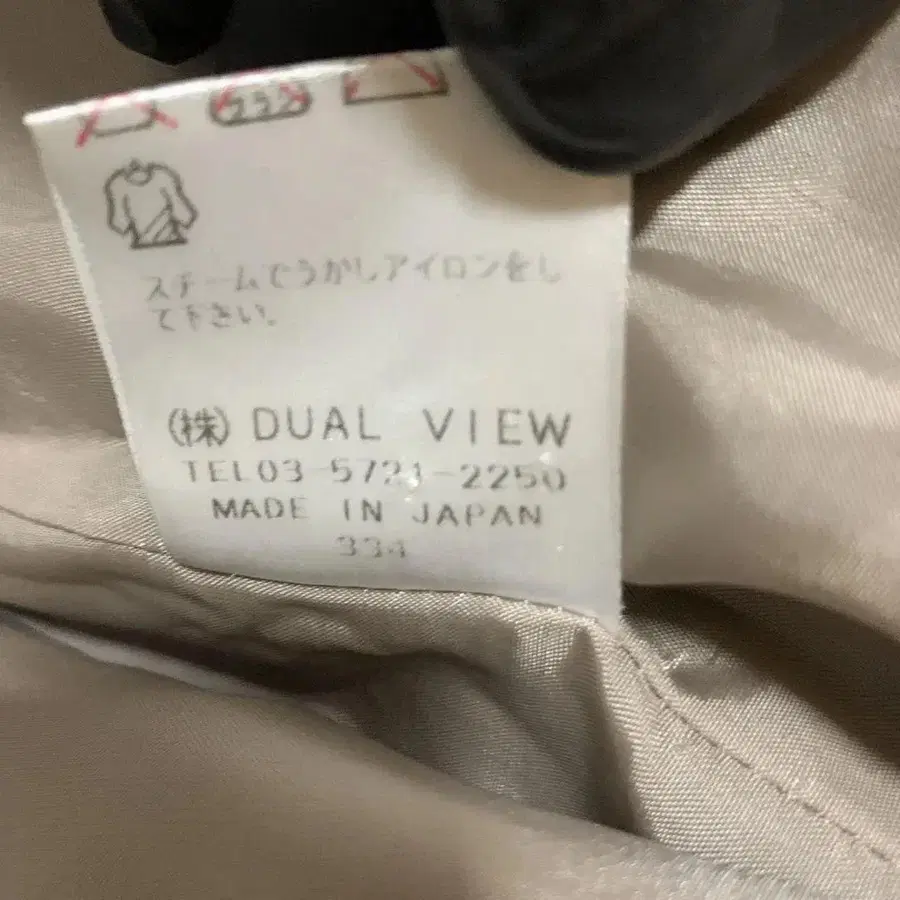 スチームでうかしアイロンをし
て下さい。
(株) DUAL VIEW
TEL03-5721-2250
MADE IN JAPAN
334